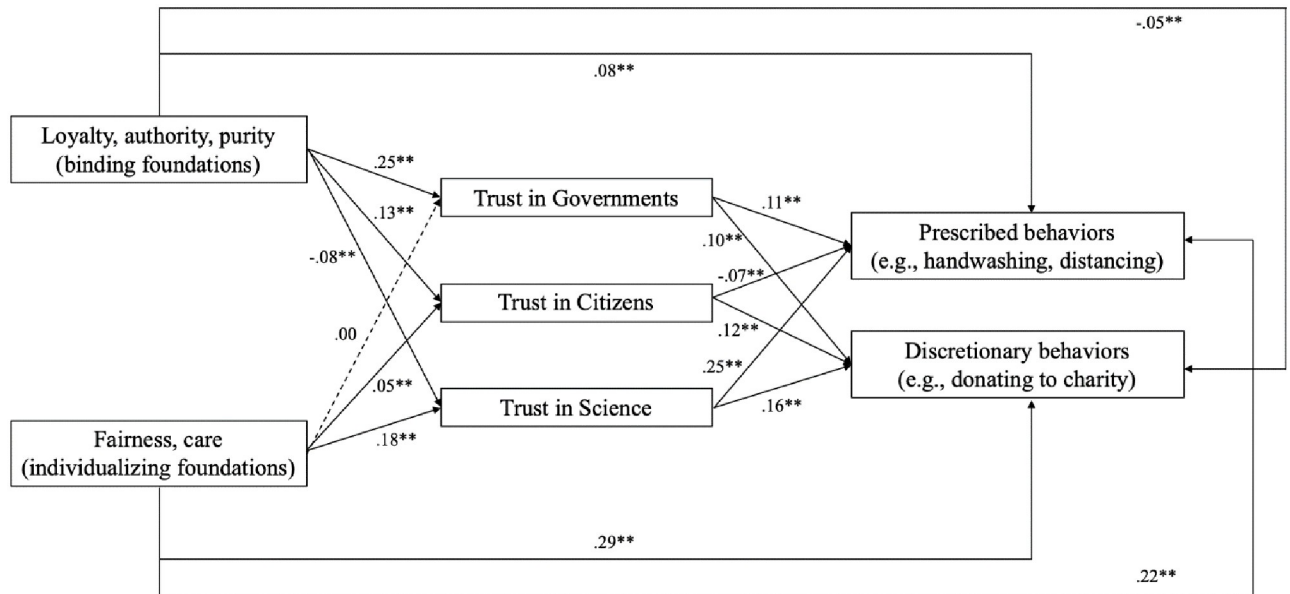 -.05**
.08**
Loyalty, authority, purity
(binding foundations)
.25**
.13**
-.08**
Trust in Governments
.11**
.10**
Prescribed behaviors
(e.g., handwashing, distancing)
-.07**
Trust in Citizens
.12**
.00
Discretionary behaviors
(e.g., donating to charity)
.25**
.05**
Trust in Science
.16**
.18**
Fairness, care
(individualizing foundations)
.29**
.22**